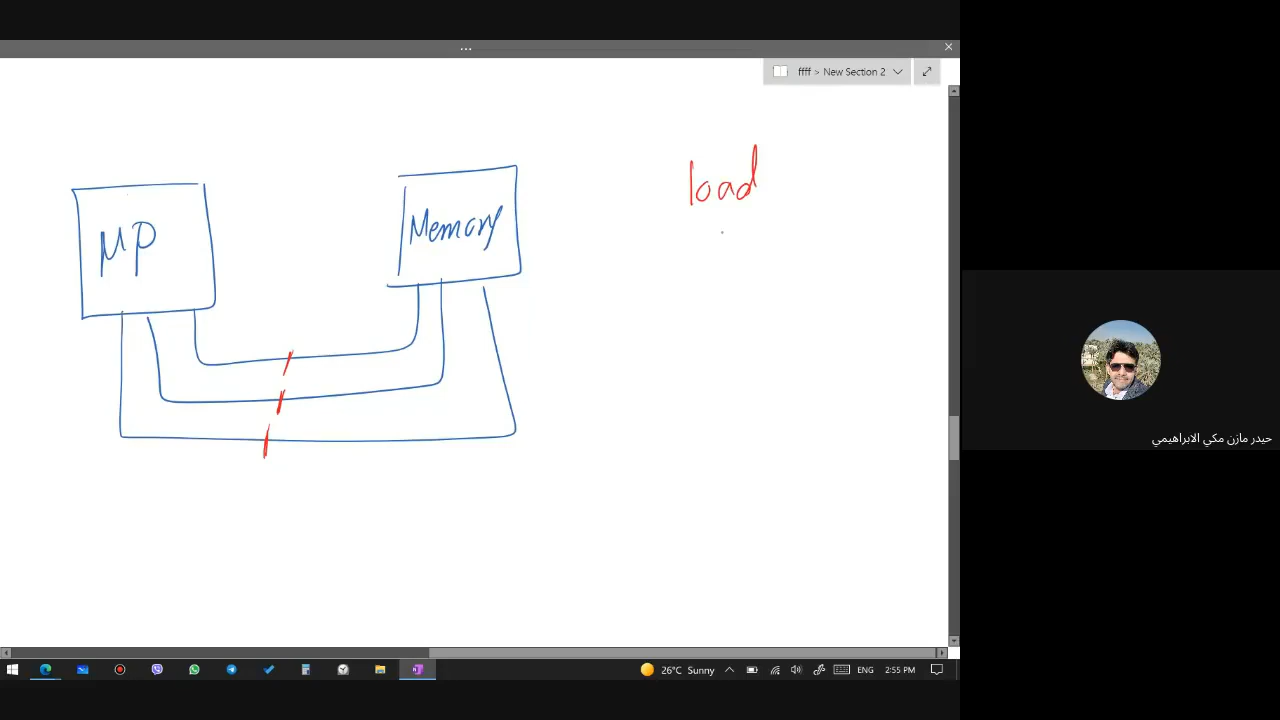 ffff > New Section 2
load
MP
Memory
حيدر مازن مكي الابراهيمي
26°C Sunny
ENG
2:55 PM